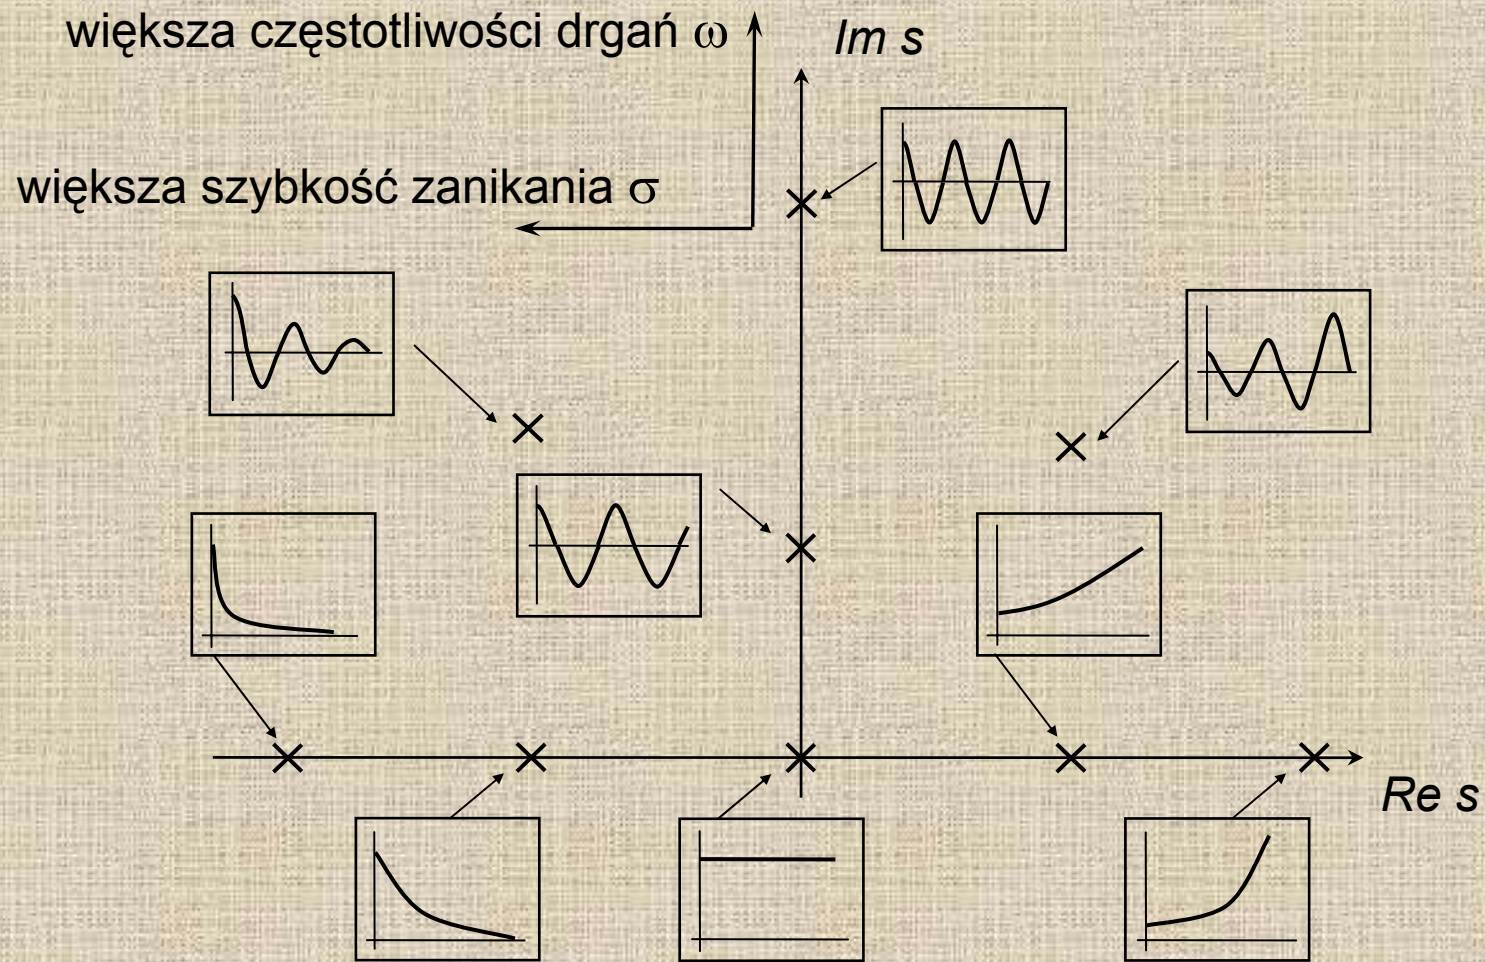 większa częstotliwości drgań ω
Im s
większa szybkość zanikania σ
Re s